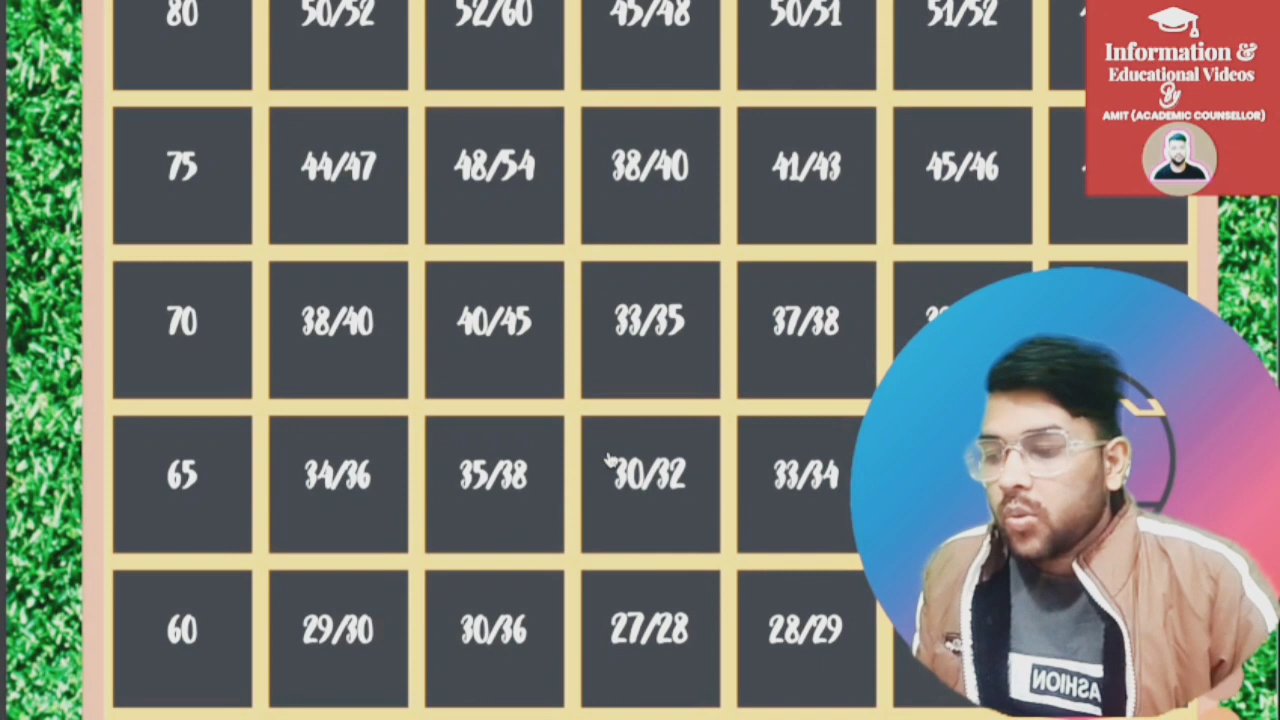 80 50/52 52/60 45/48 50/51 51/52
75 44/47 48/54 38/40 41/43 45/46
70 38/40 40/45 33/35 37/38
65 34/36 35/38 30/32 33/34
60 29/30 30/36 27/28 28/29
Information &
Educational Videos
By
AMIT (ACADEMIC COUNSELLOR)
FASHION